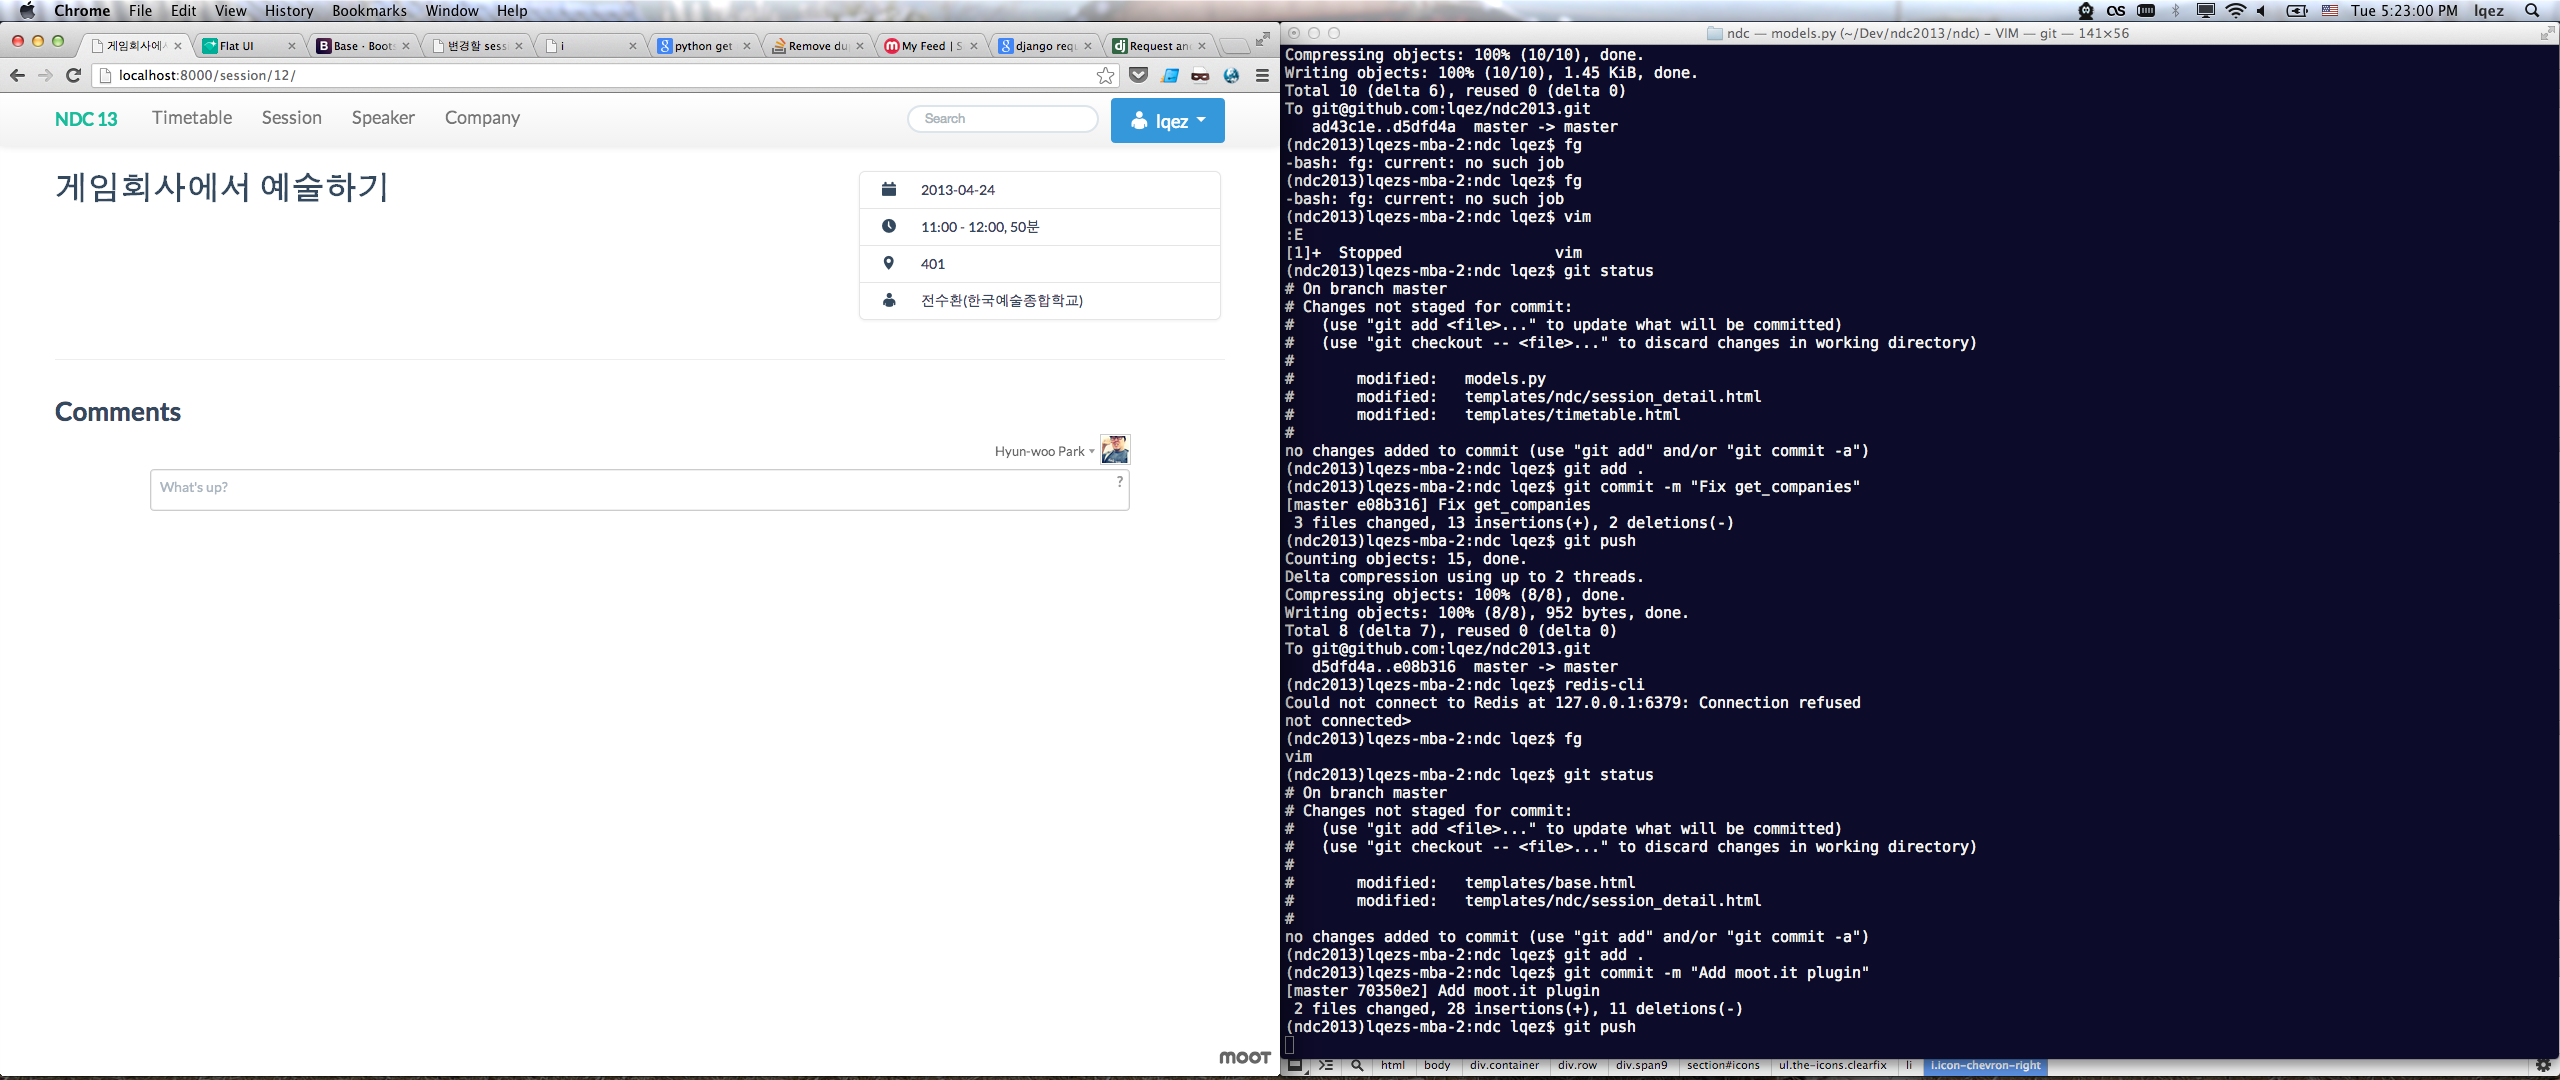 Chrome File Edit View History Bookmarks Window Help
Tue 5:23:00 PM lqez
게임회사에서
Flat UI
Base · Boots
변경할 sessi
i
python get
Remove du
My Feed | S
django requ
Request an
localhost:8000/session/12/
NDC 13 Timetable Session Speaker Company
Search
lqez
게임회사에서 예술하기
2013-04-24
11:00 - 12:00, 50분
401
전수환(한국예술종합학교)
Comments
Hyun-woo Park
What's up?
?
MOOT
ndc — models.py (~/Dev/ndc2013/ndc) – VIM — git — 141×56
Compressing objects: 100% (10/10), done.
Writing objects: 100% (10/10), 1.45 KiB, done.
Total 10 (delta 6), reused 0 (delta 0)
To git@github.com:lqez/ndc2013.git
ad43c1e..d5dfd4a master -> master
(ndc2013)lqezs-mba-2:ndc lqez$ fg
-bash: fg: current: no such job
(ndc2013)lqezs-mba-2:ndc lqez$ fg
-bash: fg: current: no such job
(ndc2013)lqezs-mba-2:ndc lqez$ vim
:E
[1]+ Stopped vim
(ndc2013)lqezs-mba-2:ndc lqez$ git status
# On branch master
# Changes not staged for commit:
# (use "git add <file>..." to update what will be committed)
# (use "git checkout -- <file>..." to discard changes in working directory)
#
# modified: models.py
# modified: templates/ndc/session_detail.html
# modified: templates/timetable.html
#
no changes added to commit (use "git add" and/or "git commit -a")
(ndc2013)lqezs-mba-2:ndc lqez$ git add .
(ndc2013)lqezs-mba-2:ndc lqez$ git commit -m "Fix get_companies"
[master e08b316] Fix get_companies
3 files changed, 13 insertions(+), 2 deletions(-)
(ndc2013)lqezs-mba-2:ndc lqez$ git push
Counting objects: 15, done.
Delta compression using up to 2 threads.
Compressing objects: 100% (8/8), done.
Writing objects: 100% (8/8), 952 bytes, done.
Total 8 (delta 7), reused 0 (delta 0)
To git@github.com:lqez/ndc2013.git
d5dfd4a..e08b316 master -> master
(ndc2013)lqezs-mba-2:ndc lqez$ redis-cli
Could not connect to Redis at 127.0.0.1:6379: Connection refused
not connected>
(ndc2013)lqezs-mba-2:ndc lqez$ fg
vim
(ndc2013)lqezs-mba-2:ndc lqez$ git status
# On branch master
# Changes not staged for commit:
# (use "git add <file>..." to update what will be committed)
# (use "git checkout -- <file>..." to discard changes in working directory)
#
# modified: templates/base.html
# modified: templates/ndc/session_detail.html
#
no changes added to commit (use "git add" and/or "git commit -a")
(ndc2013)lqezs-mba-2:ndc lqez$ git add .
(ndc2013)lqezs-mba-2:ndc lqez$ git commit -m "Add moot.it plugin"
[master 70350e2] Add moot.it plugin
2 files changed, 28 insertions(+), 11 deletions(-)
(ndc2013)lqezs-mba-2:ndc lqez$ git push
html body div.container div.row div.span9 section#icons ul.the-icons.clearfix li i.icon-chevron-right